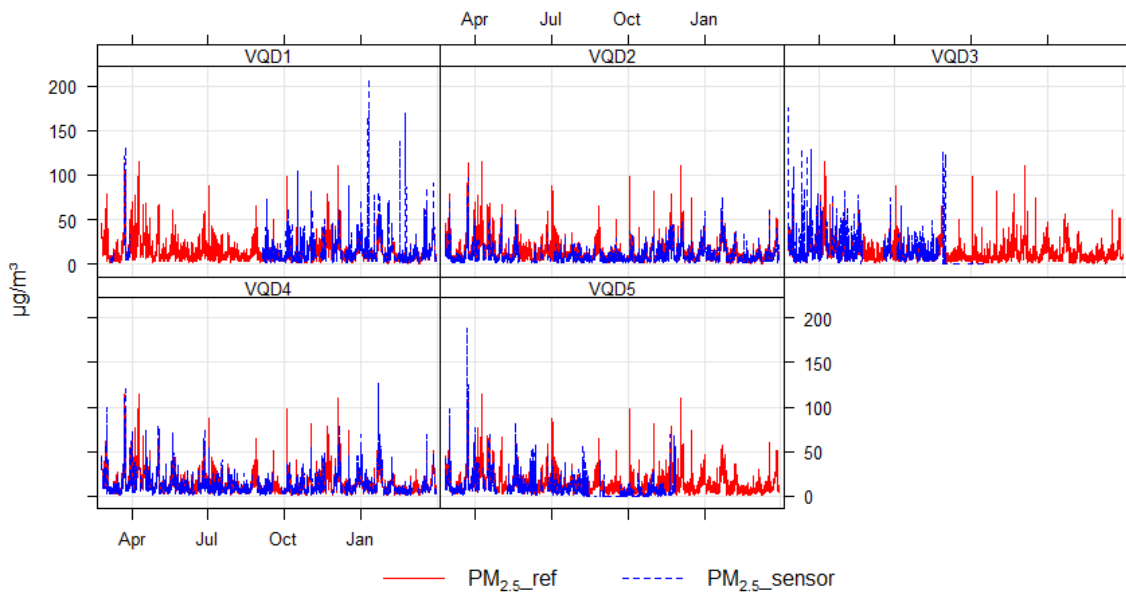 Apr Jul Oct Jan
VQD1 VQD2 VQD3
200
150
100
50
0
µg/m³
VQD4 VQD5
200
150
100
50
0
Apr Jul Oct Jan
PM₂.₅_ref PM₂.₅_sensor